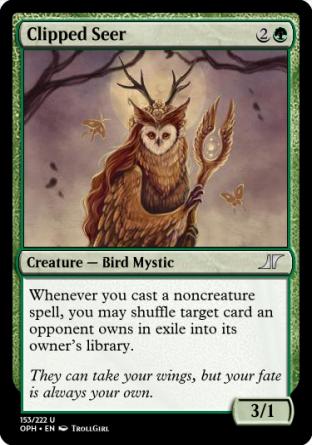 Clipped Seer 2
Creature — Bird Mystic
Whenever you cast a noncreature
spell, you may shuffle target card an
opponent owns in exile into its
owner's library.
They can take your wings, but your fate
is always your own.
3/1
153/222 U
OPH • EN TrollGirl